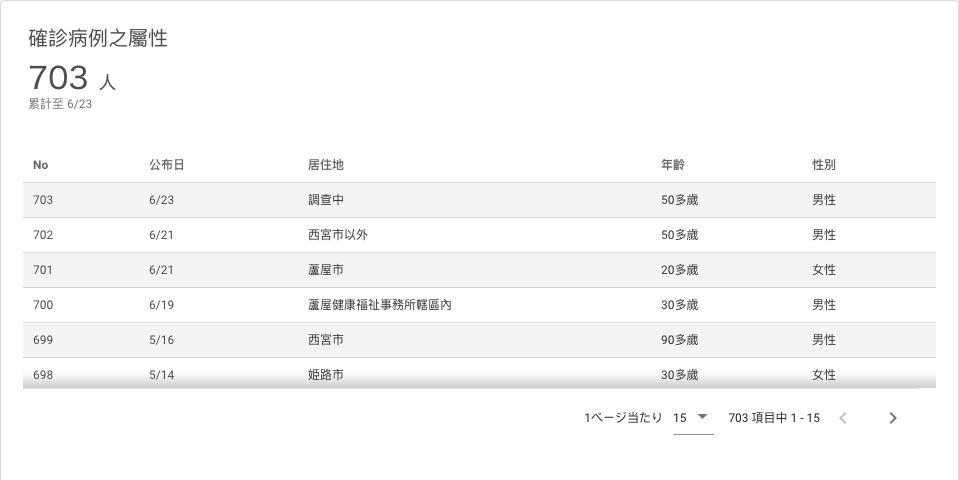 確診病例之屬性
703 人
累計至 6/23
No 公布日 居住地 年齡 性別
703 6/23 調查中 50多歲 男性
702 6/21 西宮市以外 50多歲 男性
701 6/21 蘆屋市 20多歲 女性
700 6/19 蘆屋健康福祉事務所轄區內 30多歲 男性
699 5/16 西宮市 90多歲 男性
698 5/14 姫路市 30多歲 女性
1ページ当たり 15 703 項目中 1 - 15